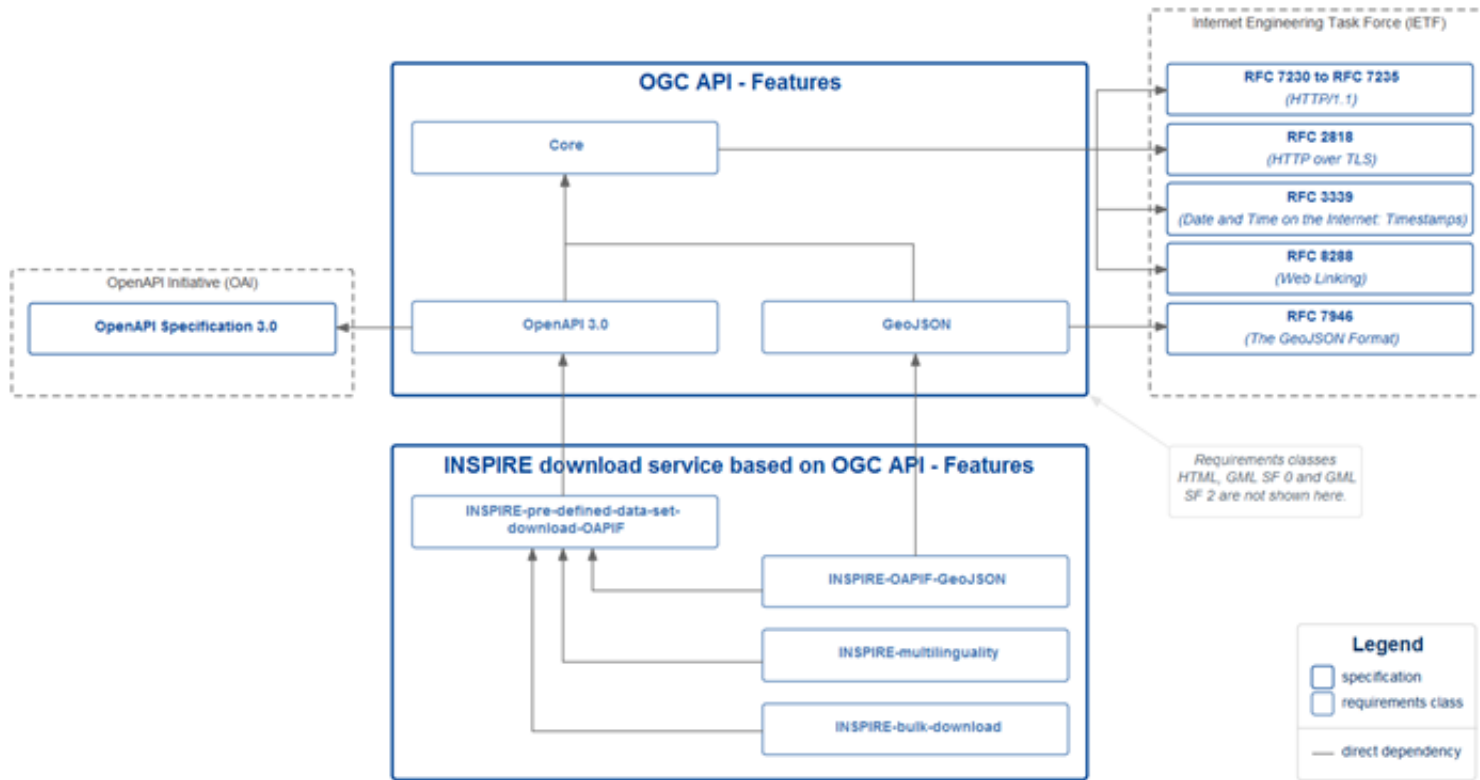 Internet Engineering Task Force (IETF)
OGC API - Features
RFC 7230 to RFC 7235
(HTTP/1.1)
Core
RFC 2818
(HTTP over TLS)
RFC 3339
(Date and Time on the Internet: Timestamps)
RFC 8288
(Web Linking)
OpenAPI Initiative (OAI)
OpenAPI Specification 3.0
OpenAPI 3.0
GeoJSON
RFC 7946
(The GeoJSON Format)
INSPIRE download service based on OGC API - Features
Requirements classes
HTML, GML SF 0 and GML
SF 2 are not shown here.
INSPIRE-pre-defined-data-set-
download-OAPIF
INSPIRE-OAPIF-GeoJSON
INSPIRE-multilinguality
INSPIRE-bulk-download
Legend
specification
requirements class
direct dependency